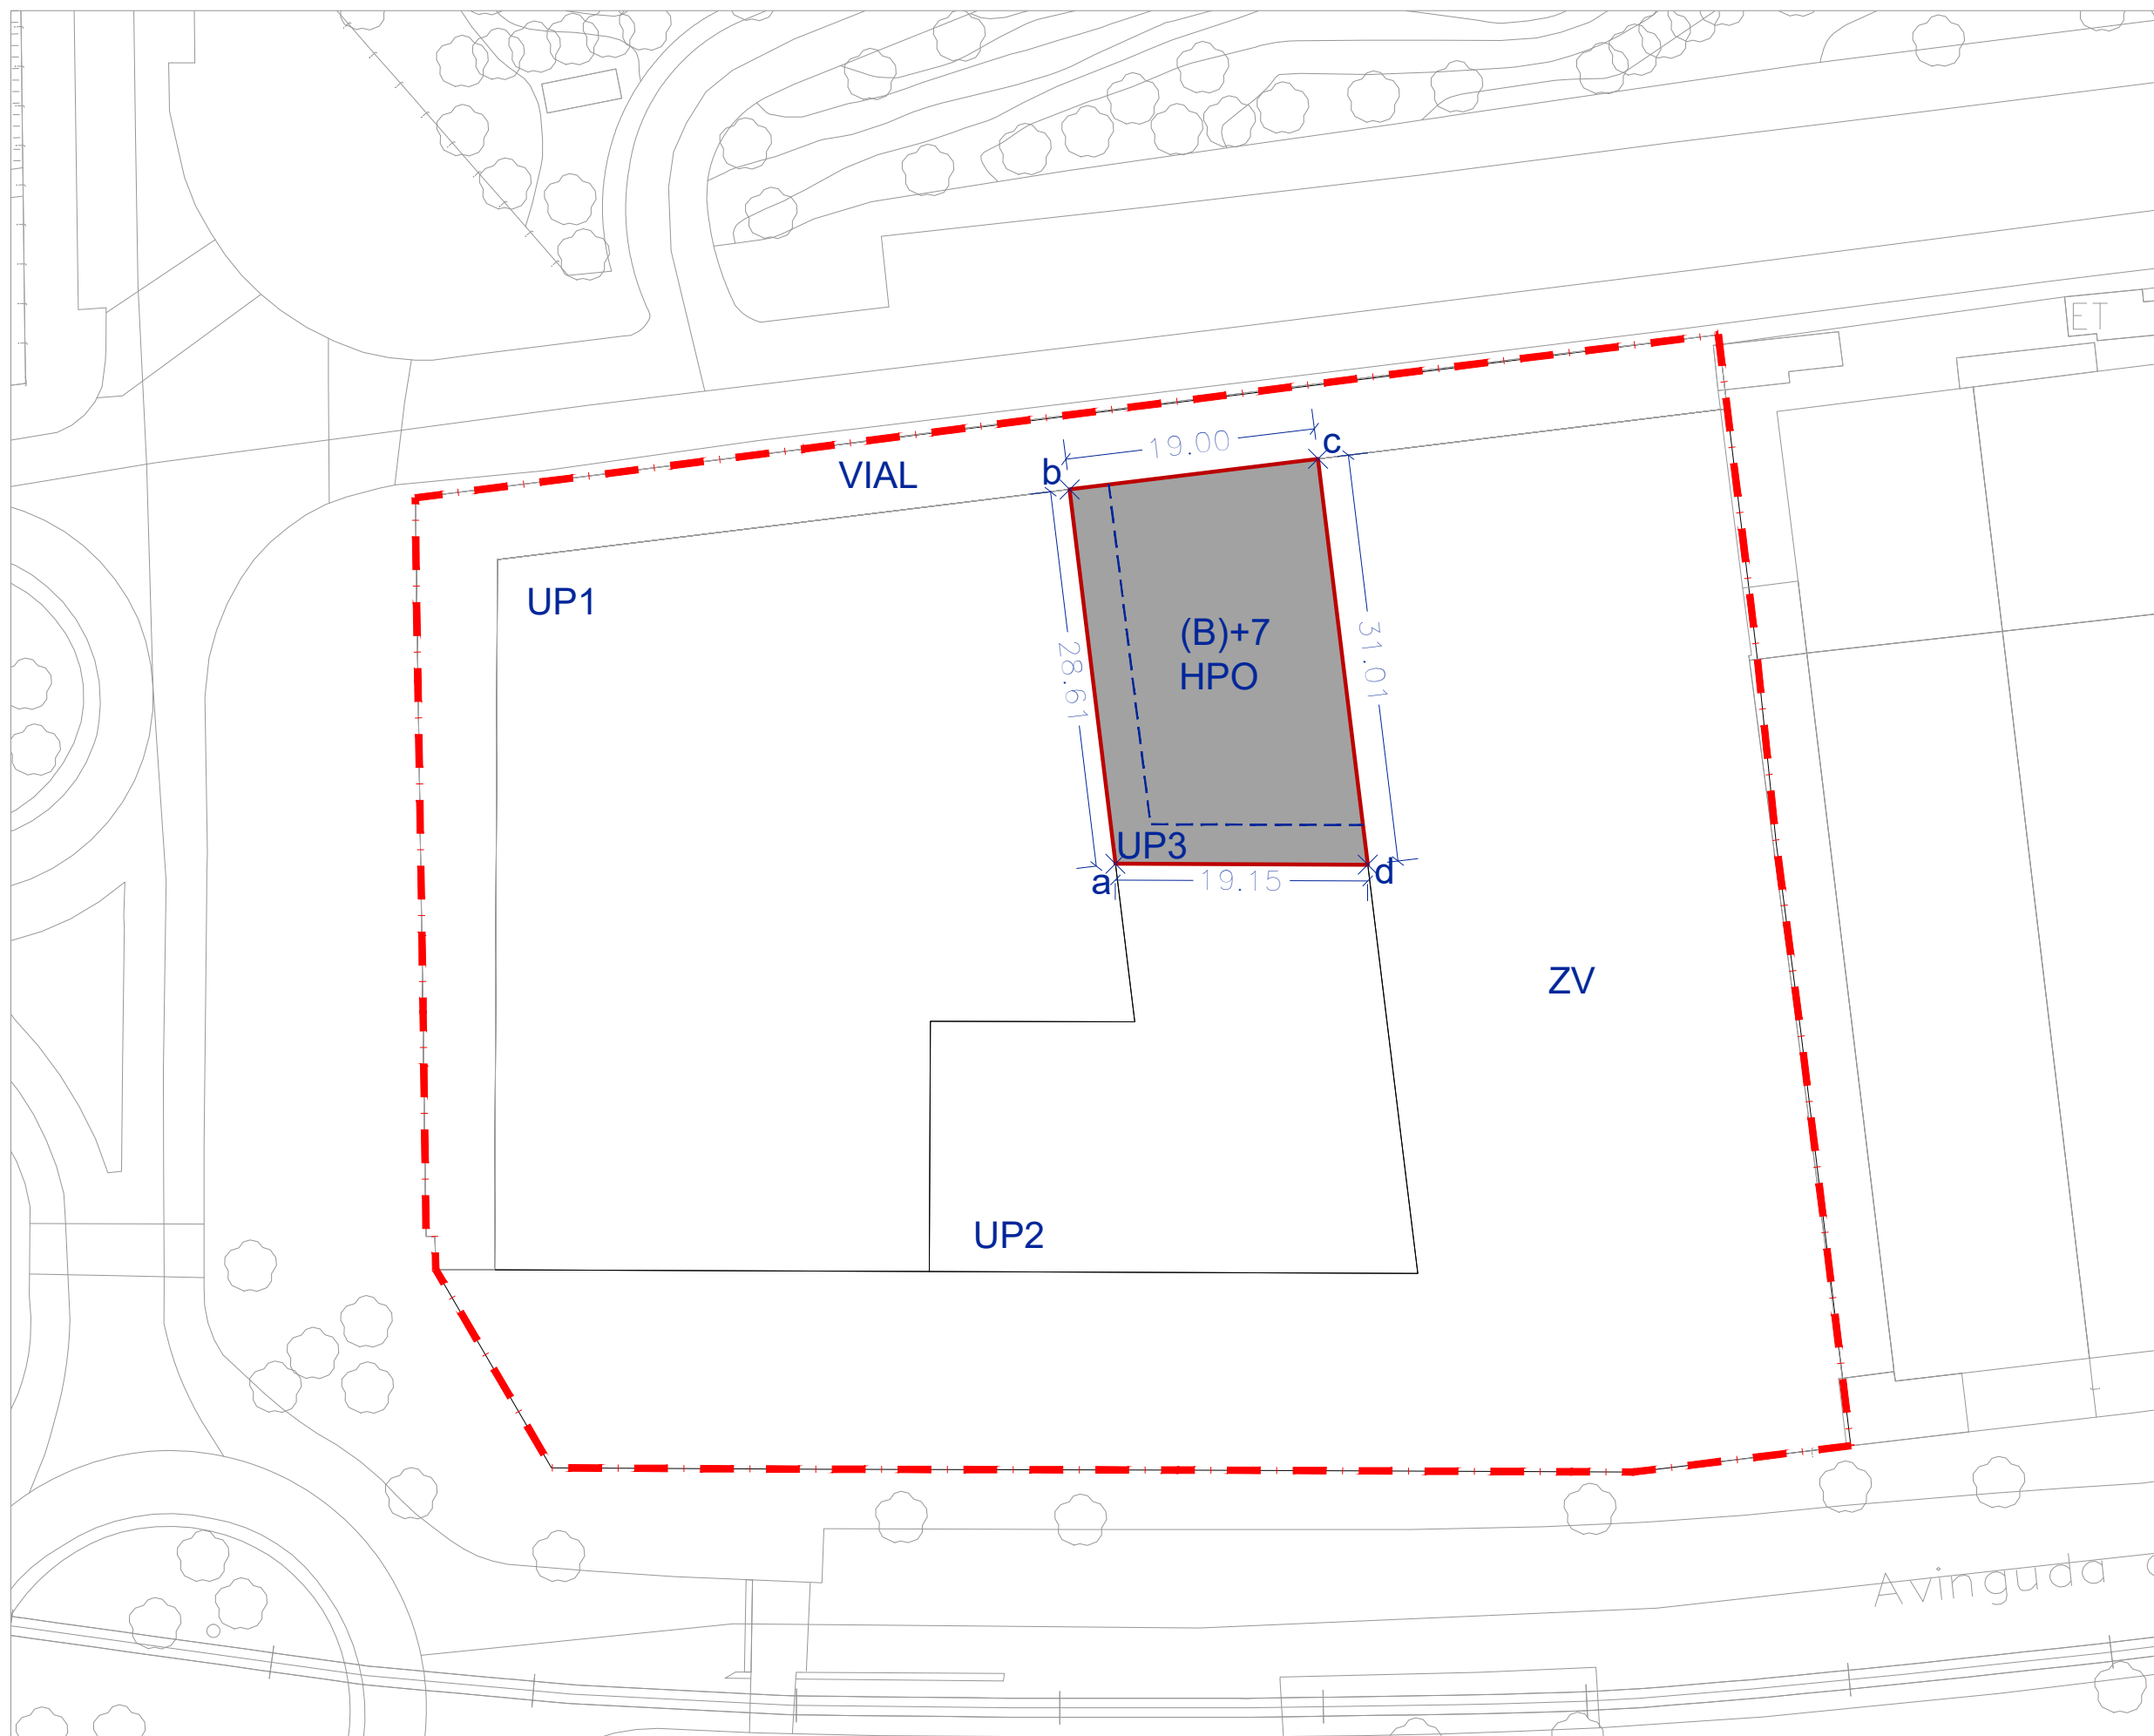 ET
19.00
c
b
VIAL
UP1
(B)+7
HPO
28.61
31.01
UP3
a
19.15
d
ZV
UP2
Avinguda